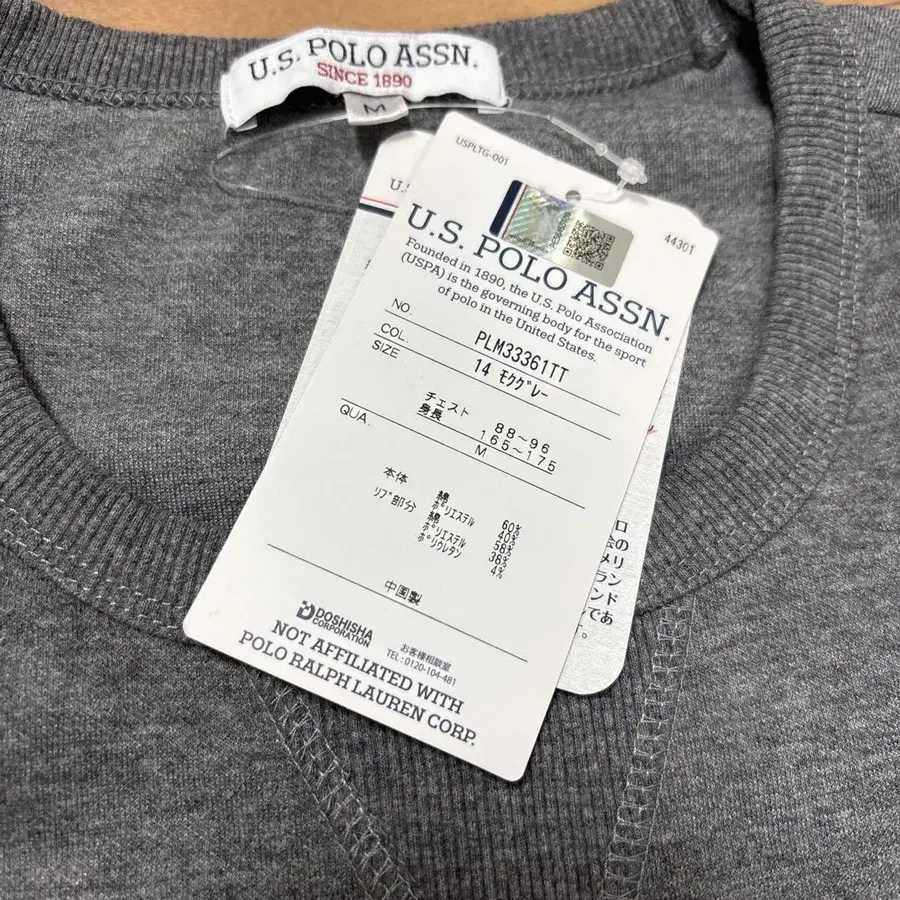 U.S. POLO ASSN.
SINCE 1890
M
USPLTG-001
44301
U.S. POLO ASSN.
Founded in 1890, the U.S. Polo Association
(USPA) is the governing body for the sport
of polo in the United States.
NO. PLM33361TT
COL. 14 モクグレー
SIZE
チェスト 88~96
身長 165~175
M
QUA.
本体 綿 60%
ポリエステル 40%
リブ部分 綿 58%
ポリエステル 38%
ポリウレタン 4%
中国製
DOSHISHA
CORPORATION
お客様相談室
TEL:0120-104-481
NOT AFFILIATED WITH
POLO RALPH LAUREN CORP.